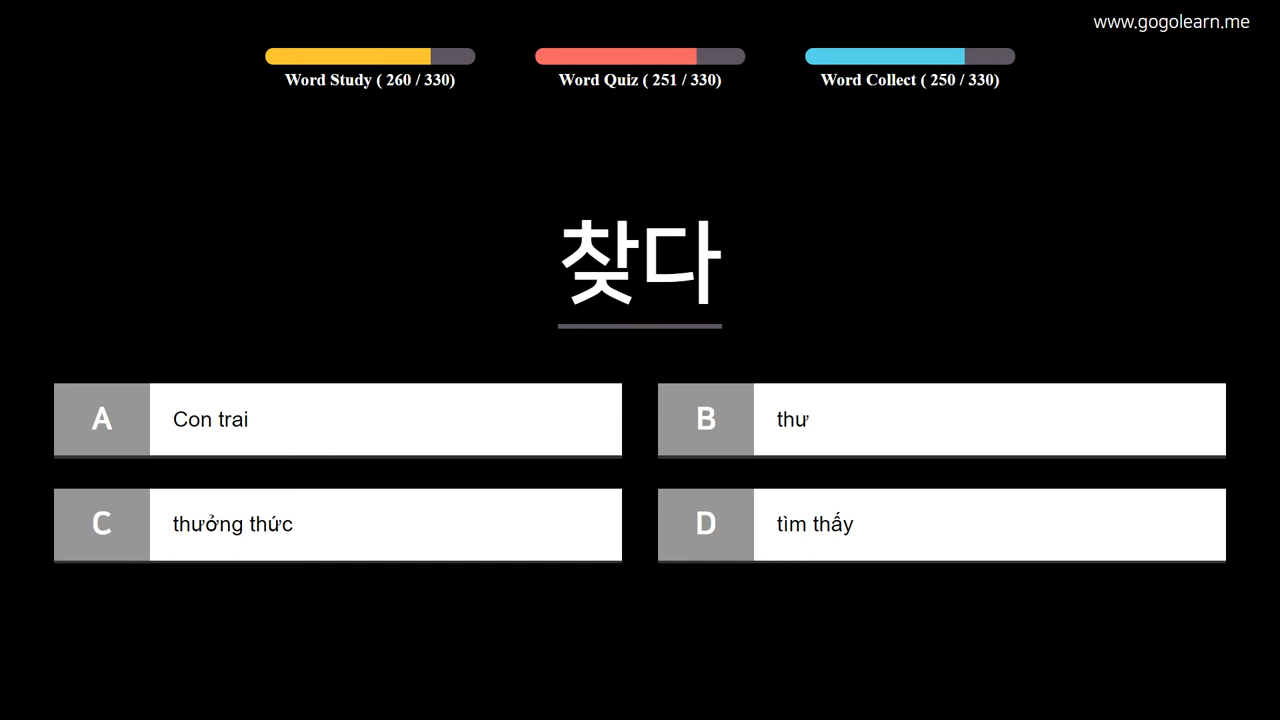 www.gogolearn.me
Word Study ( 260 / 330)
Word Quiz ( 251 / 330)
Word Collect ( 250 / 330)
찾다
A
Con trai
B
thư
C
thưởng thức
D
tìm thấy